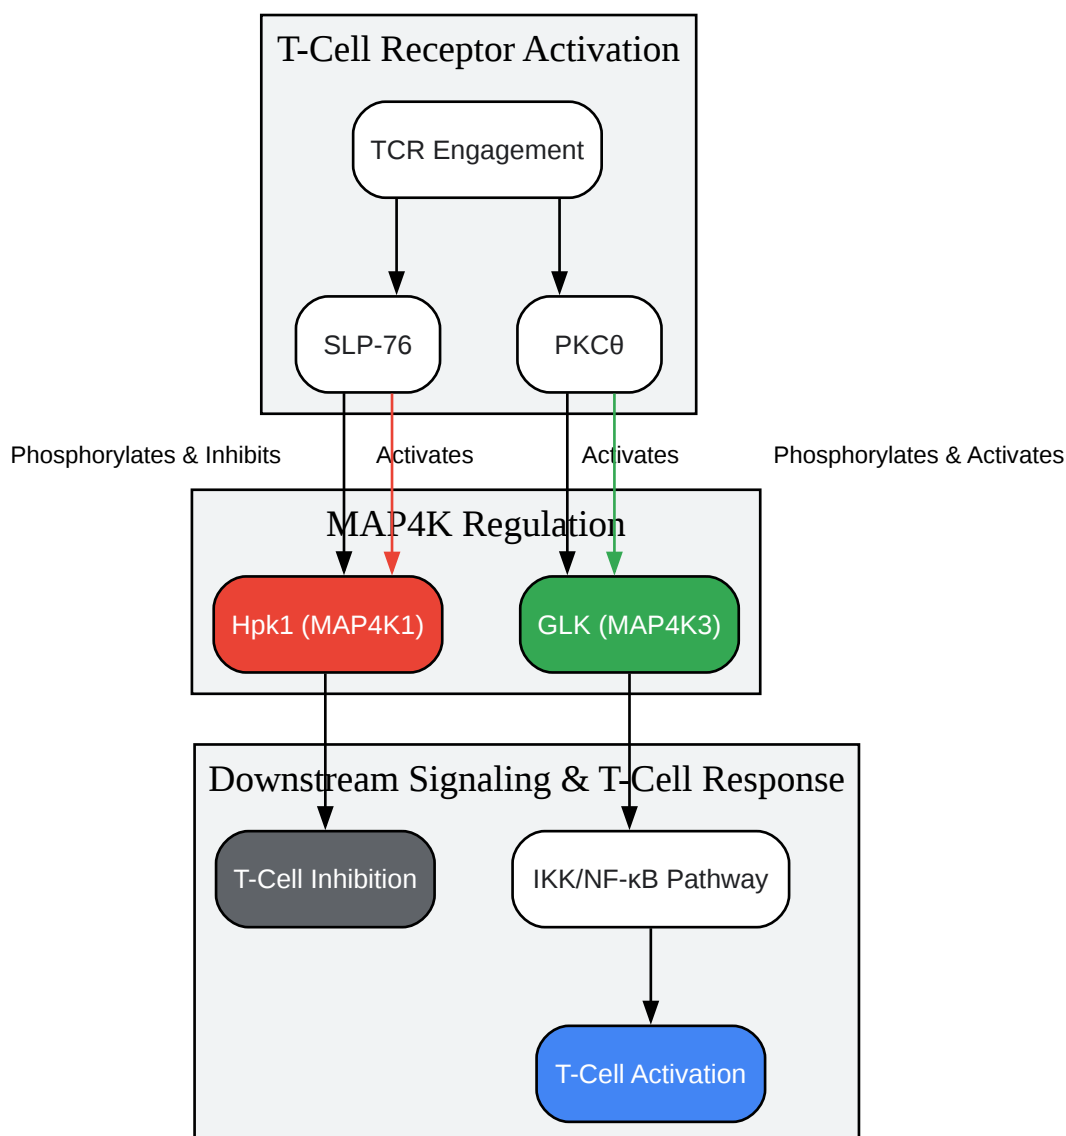 T-Cell Receptor Activation
TCR Engagement
SLP-76
PKCθ
Phosphorylates & Inhibits
Activates
Activates
Phosphorylates & Activates
MAP4K Regulation
Hpk1 (MAP4K1)
GLK (MAP4K3)
Downstream Signaling & T-Cell Response
T-Cell Inhibition
IKK/NF-κB Pathway
T-Cell Activation